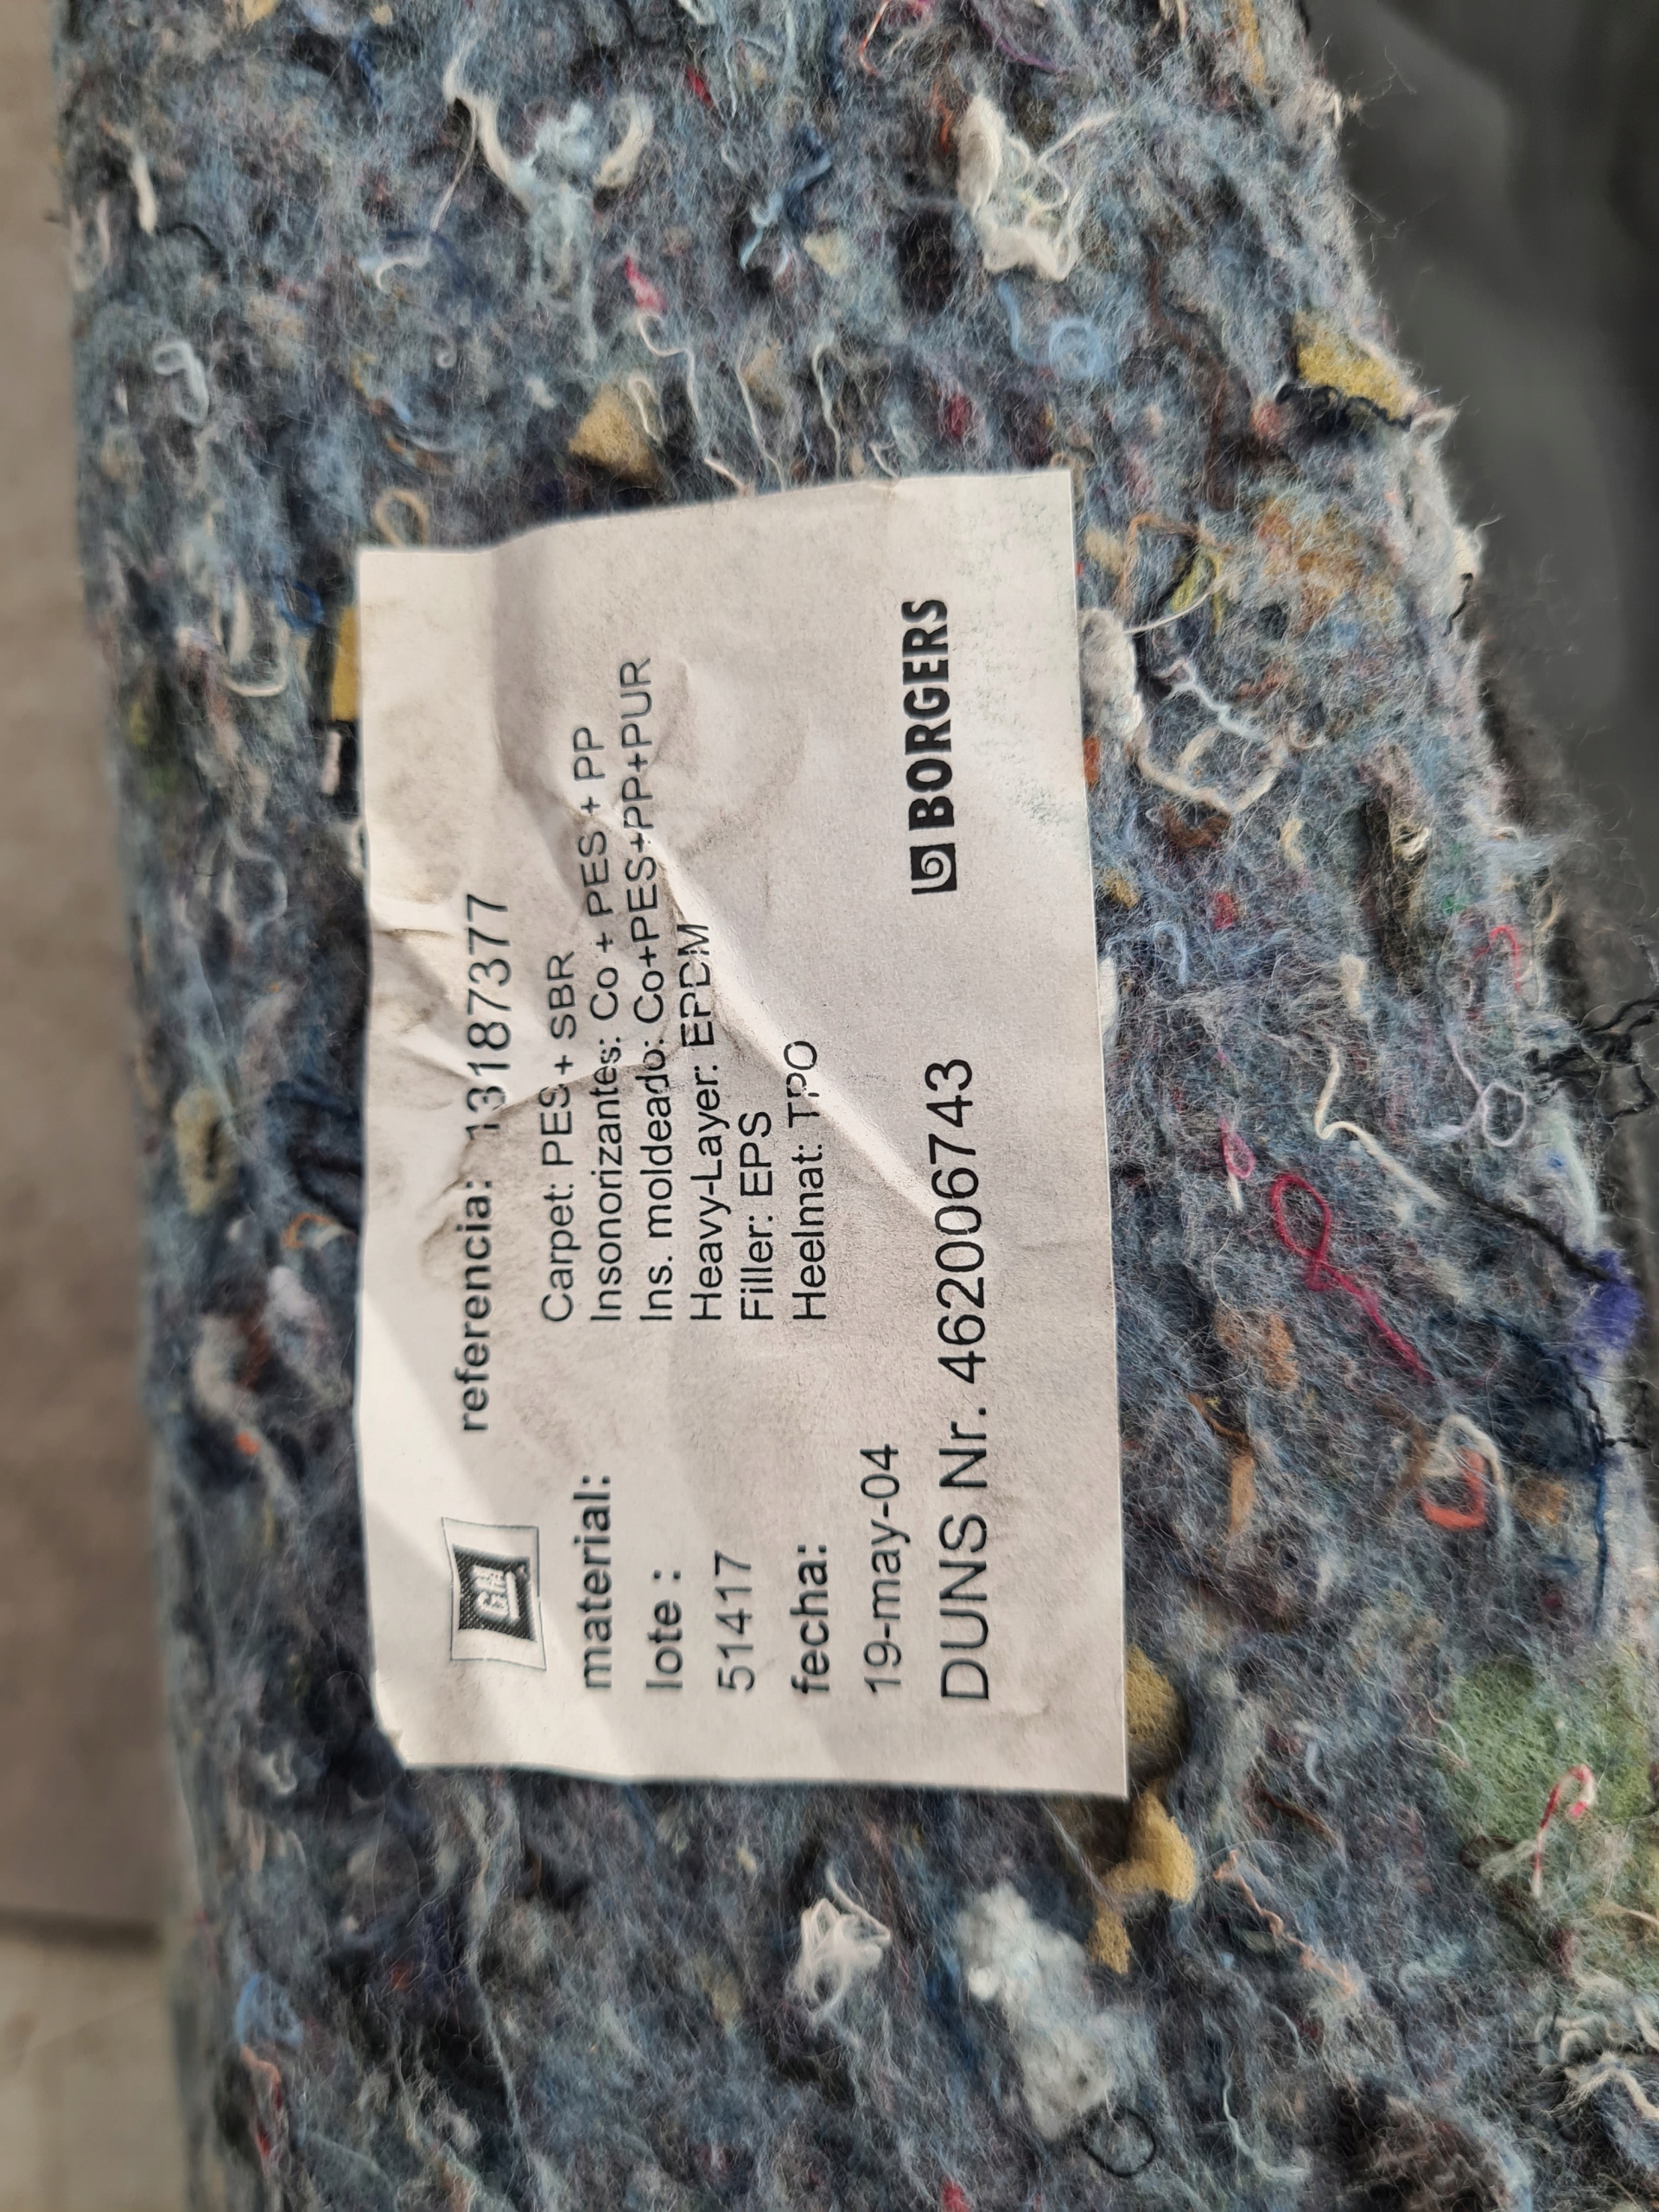 GM
referencia: 13187377
material:
Carpet: PES + SBR
Insonorizantes: Co + PES + PP
Ins. moldeado: Co+PES+PP+PUR
Heavy-Layer: EPDM
Filler: EPS
Heelmat: TPO
lote :
51417
fecha:
19-may-04
DUNS Nr. 462006743
BORGERS